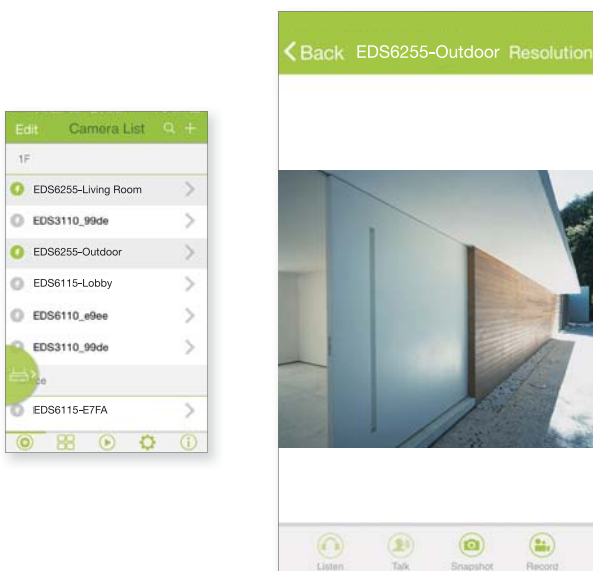 Edit Camera List
1F
EDS6255-Living Room
EDS3110_99de
EDS6255-Outdoor
EDS6115-Lobby
EDS6110_e9ee
EDS3110_99de
ce
EDS6115-E7FA
Back EDS6255-Outdoor Resolution
Listen Talk Snapshot Record